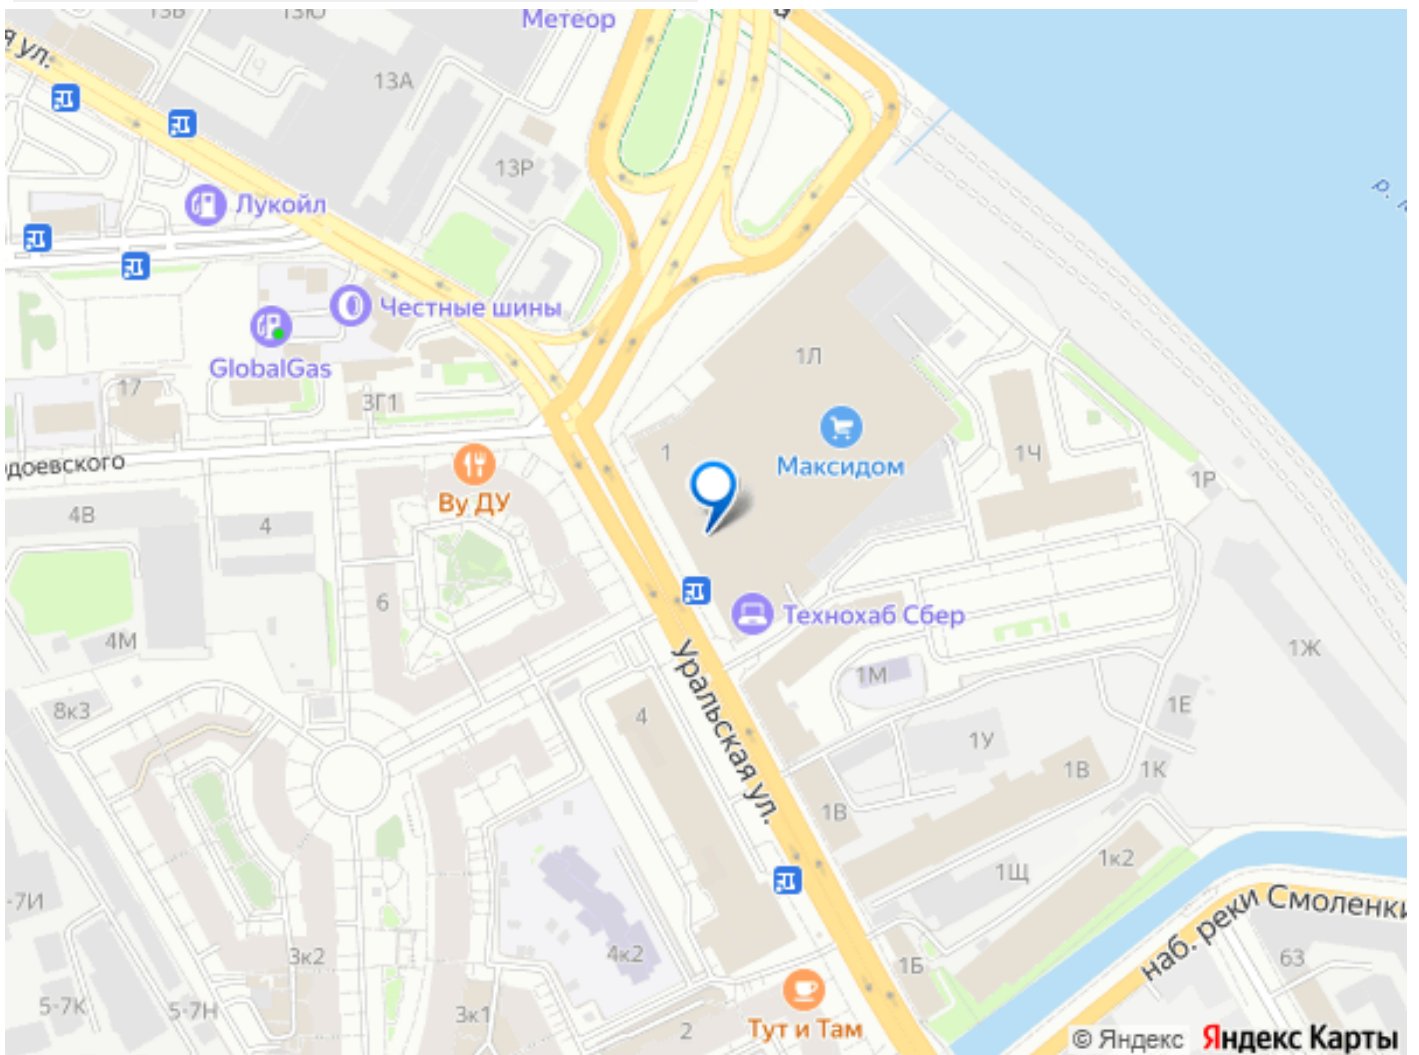 Метеор
я ул.
13А
13Р
Лукойл
р.
Честные шины
GlobalGas
1Л
17
3Г1
1
Максидом
1Ч
доевского
Ву ДУ
1Р
4В
4
6
Технохаб Сбер
4М
1Ж
1М
8к3
4
1Е
Уральская ул.
1У
1В
1К
1В
1к2
1Щ
-7И
наб. реки Смоленки
3к2
4к2
1Б
63
5-7К
5-7Н
3к1
2
Тут и Там
© Яндекс Яндекс Карты